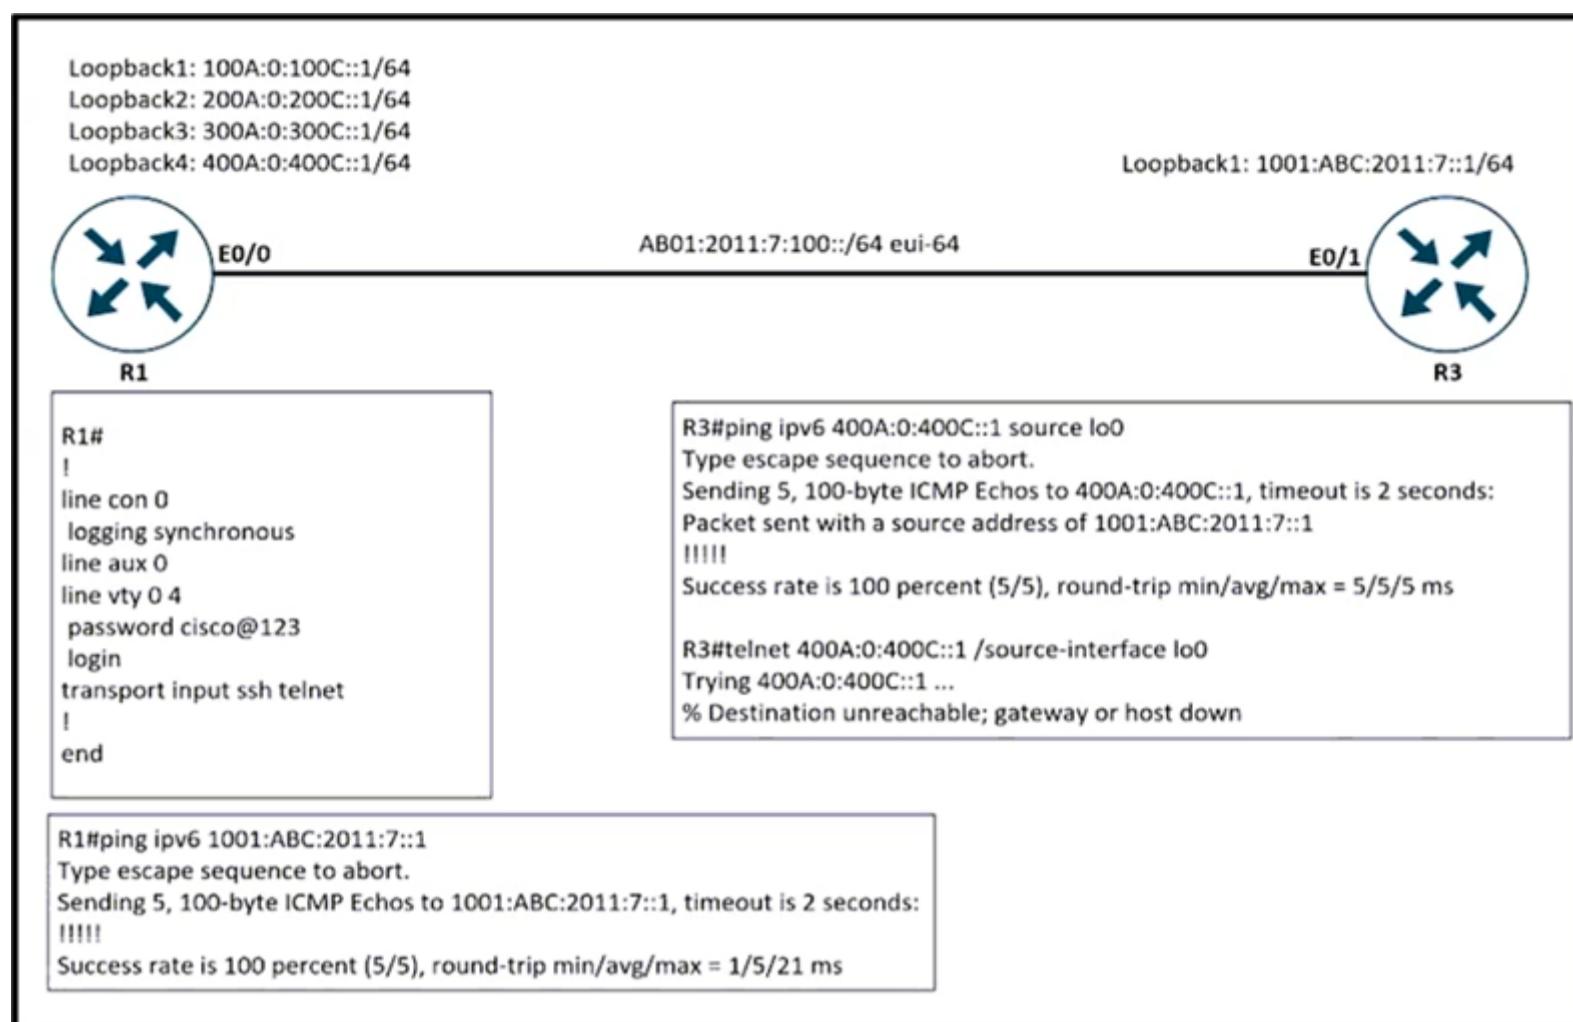 Loopback1: 100A:0:100C::1/64
Loopback2: 200A:0:200C::1/64
Loopback3: 300A:0:300C::1/64
Loopback4: 400A:0:400C::1/64
Loopback1: 1001:ABC:2011:7::1/64
E0/0
AB01:2011:7:100::/64 eui-64
E0/1
R1
R3
R1#
!
line con 0
logging synchronous
line aux 0
line vty 0 4
password cisco@123
login
transport input ssh telnet
!
end
R3#ping ipv6 400A:0:400C::1 source lo0
Type escape sequence to abort.
Sending 5, 100-byte ICMP Echos to 400A:0:400C::1, timeout is 2 seconds:
Packet sent with a source address of 1001:ABC:2011:7::1
!!!!!
Success rate is 100 percent (5/5), round-trip min/avg/max = 5/5/5 ms
R3#telnet 400A:0:400C::1 /source-interface lo0
Trying 400A:0:400C::1 ...
% Destination unreachable; gateway or host down
R1#ping ipv6 1001:ABC:2011:7::1
Type escape sequence to abort.
Sending 5, 100-byte ICMP Echos to 1001:ABC:2011:7::1, timeout is 2 seconds:
!!!!!
Success rate is 100 percent (5/5), round-trip min/avg/max = 1/5/21 ms